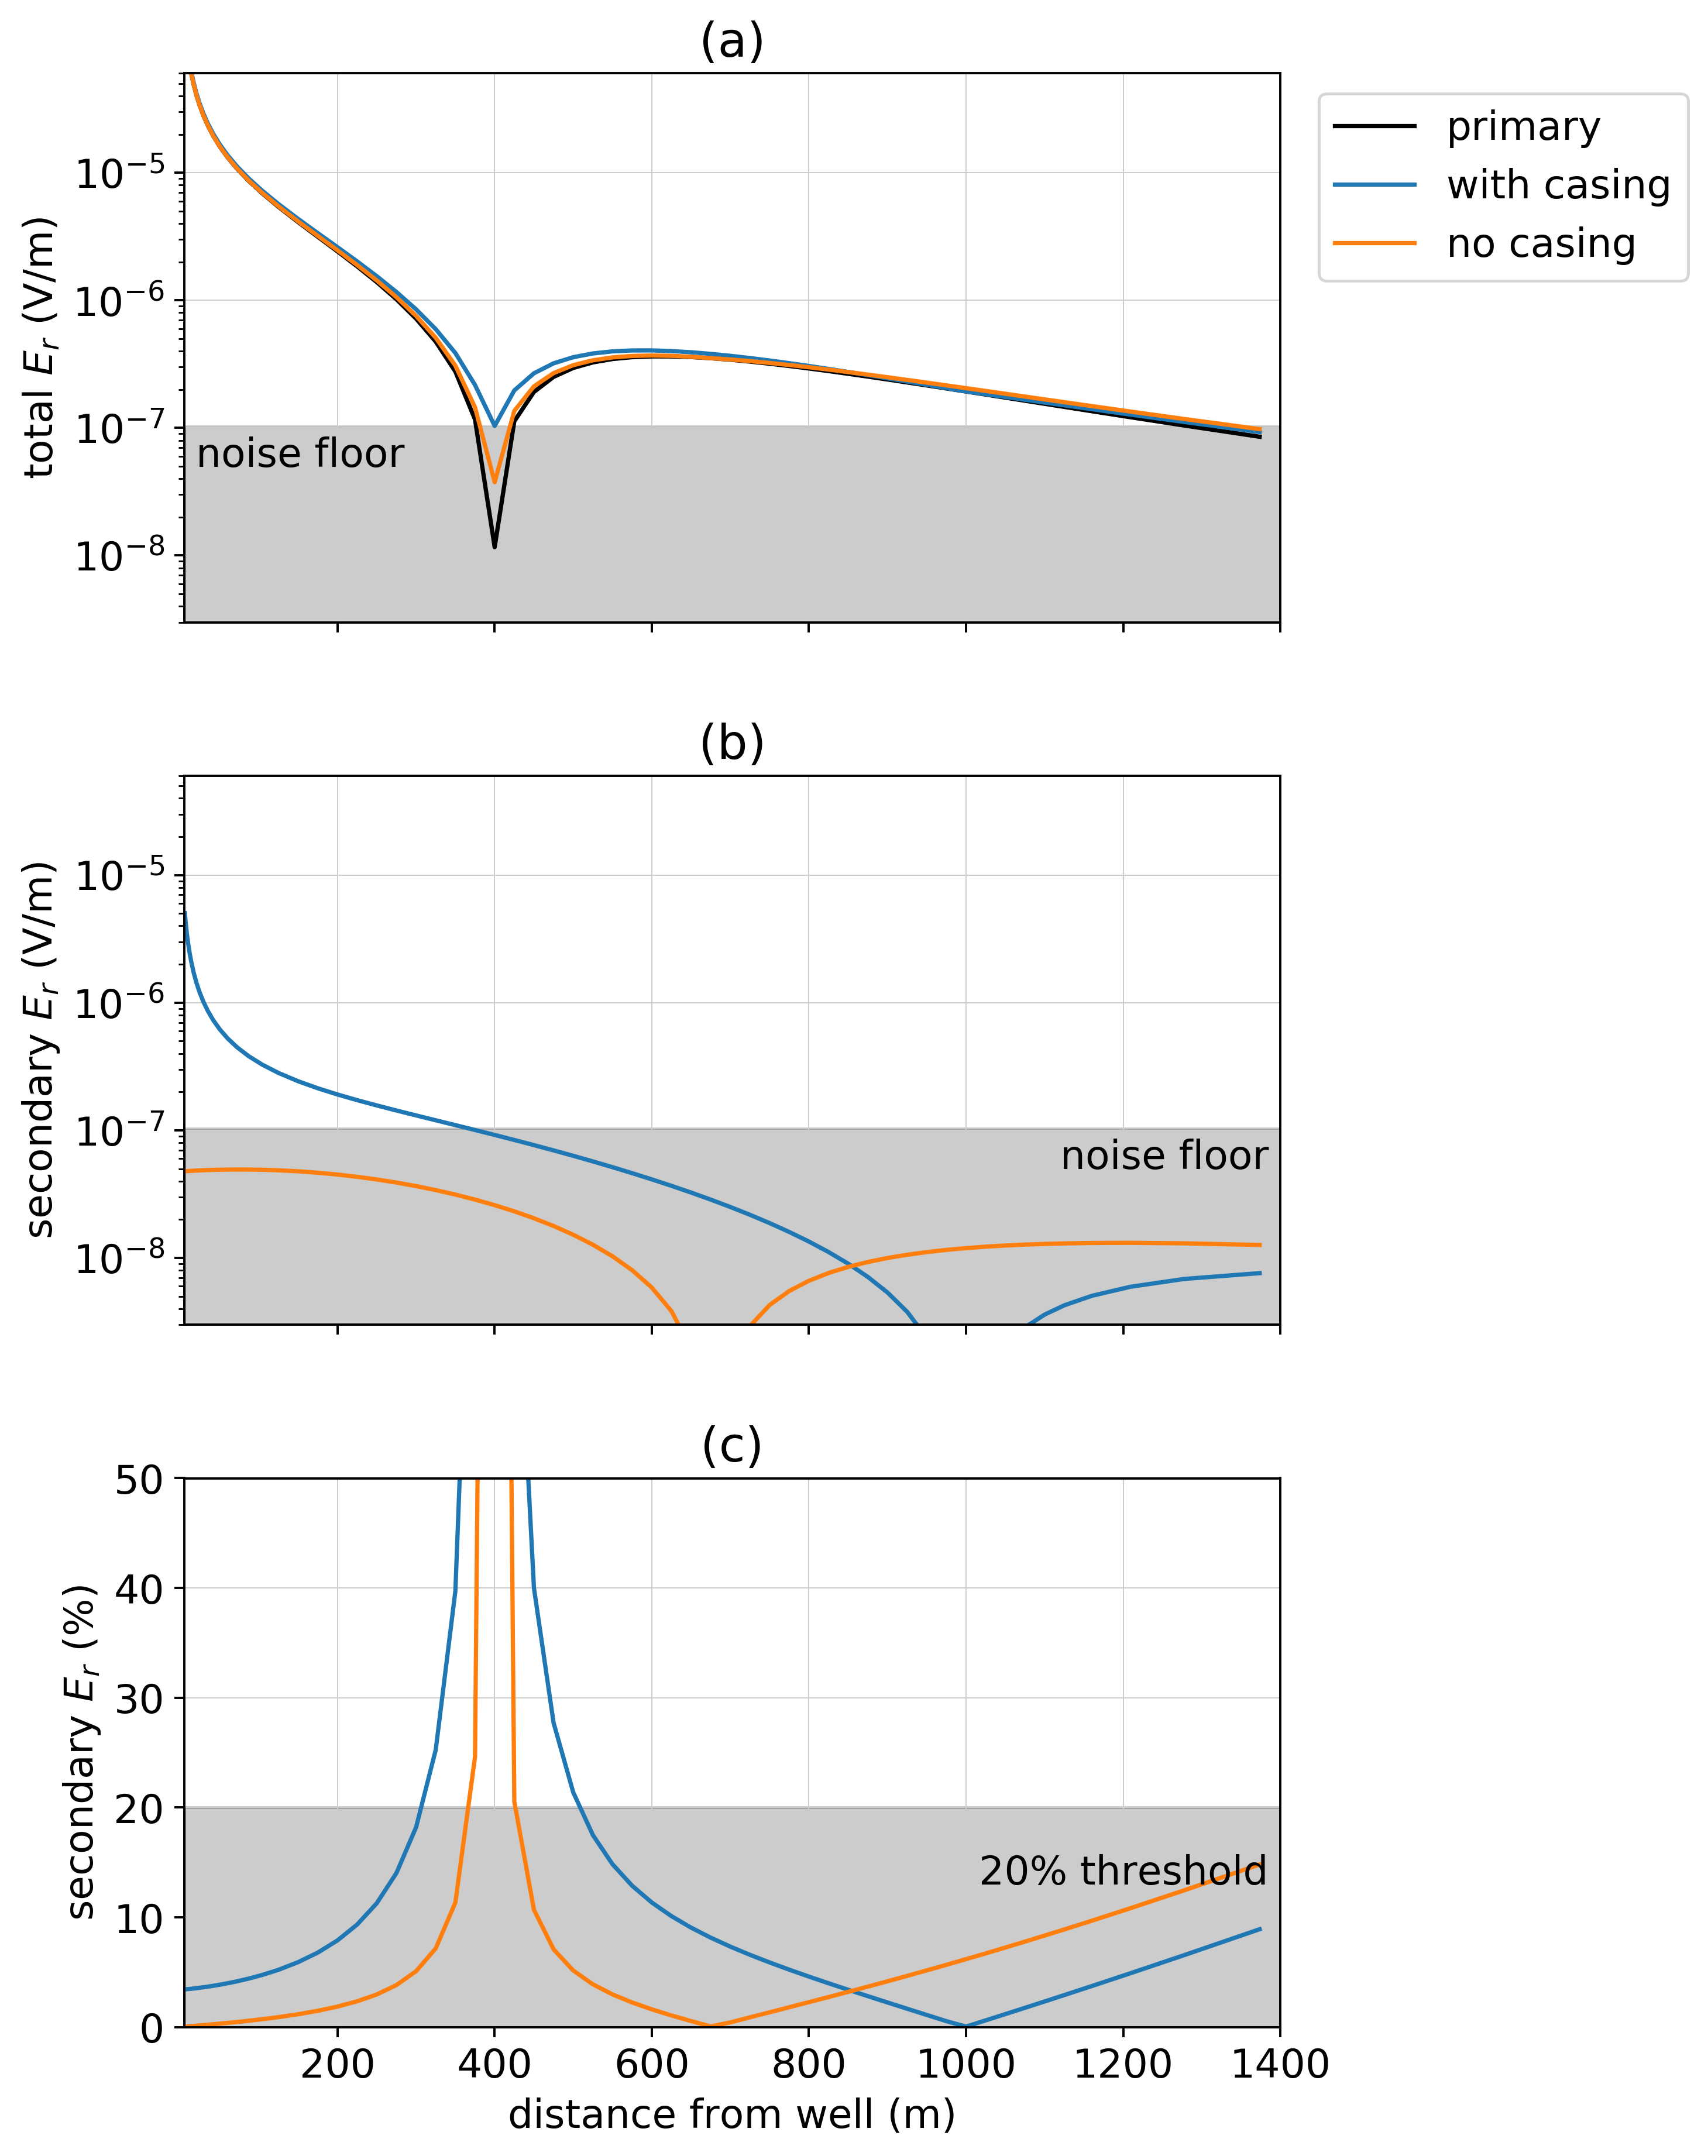 (a)
total E_r (V/m)
10⁻⁵
10⁻⁶
10⁻⁷
10⁻⁸
noise floor
primary
with casing
no casing
(b)
secondary E_r (V/m)
10⁻⁵
10⁻⁶
10⁻⁷
10⁻⁸
noise floor
(c)
secondary E_r (%)
50
40
30
20
10
0
20% threshold
200 400 600 800 1000 1200 1400
distance from well (m)